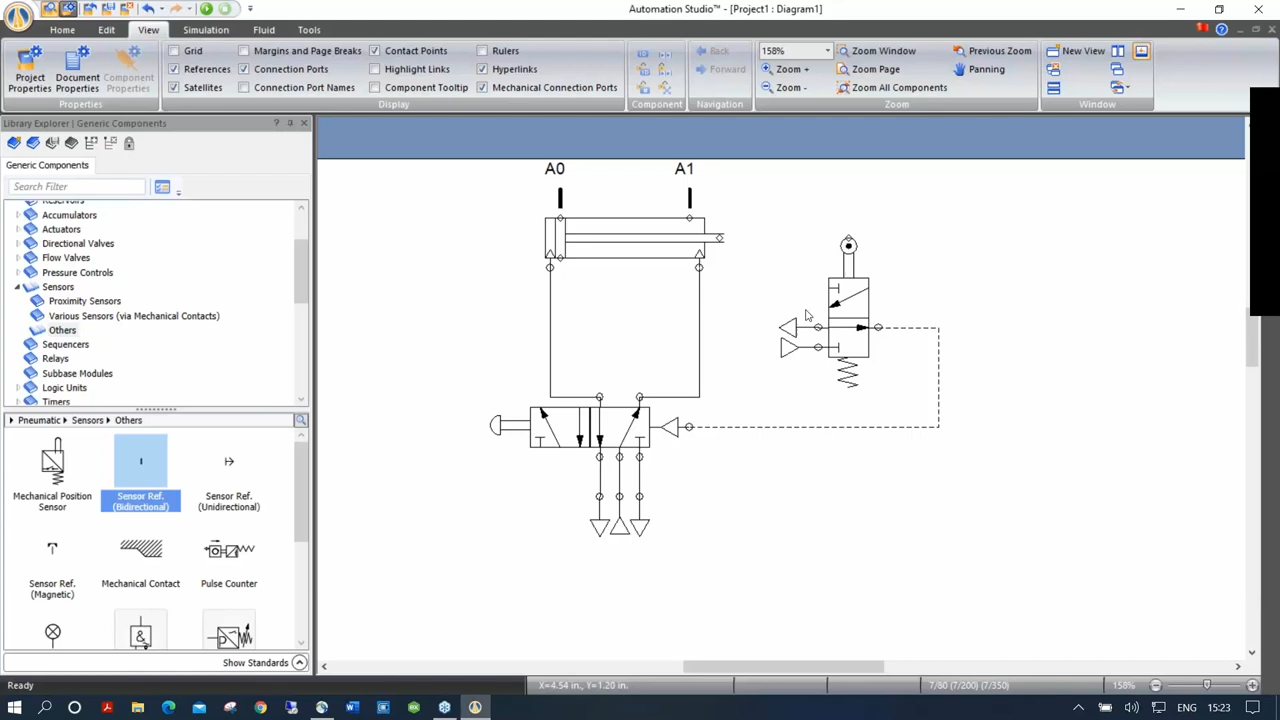 Automation Studio™ - [Project1 : Diagram1]
Home Edit View Simulation Fluid Tools
Project Properties
Document Properties
Component Properties
Properties
Grid
References
Satellites
Margins and Page Breaks
Connection Ports
Connection Port Names
Contact Points
Highlight Links
Component Tooltip
Rulers
Hyperlinks
Mechanical Connection Ports
Display
Component
Back
Forward
Navigation
158%
Zoom +
Zoom -
Zoom Window
Zoom Page
Zoom All Components
Previous Zoom
Panning
Zoom
New View
Window
Library Explorer | Generic Components
Generic Components
Search Filter
Reservoirs
Accumulators
Actuators
Directional Valves
Flow Valves
Pressure Controls
Sensors
Proximity Sensors
Various Sensors (via Mechanical Contacts)
Others
Sequencers
Relays
Subbase Modules
Logic Units
Timers
Pneumatic Sensors Others
Mechanical Position Sensor
Sensor Ref. (Bidirectional)
Sensor Ref. (Unidirectional)
Sensor Ref. (Magnetic)
Mechanical Contact
Pulse Counter
&
P
Show Standards
A0 A1
Ready X=4.54 in., Y=1.20 in. 7/80 (7/200) (7/350) 158%
ENG 15:23